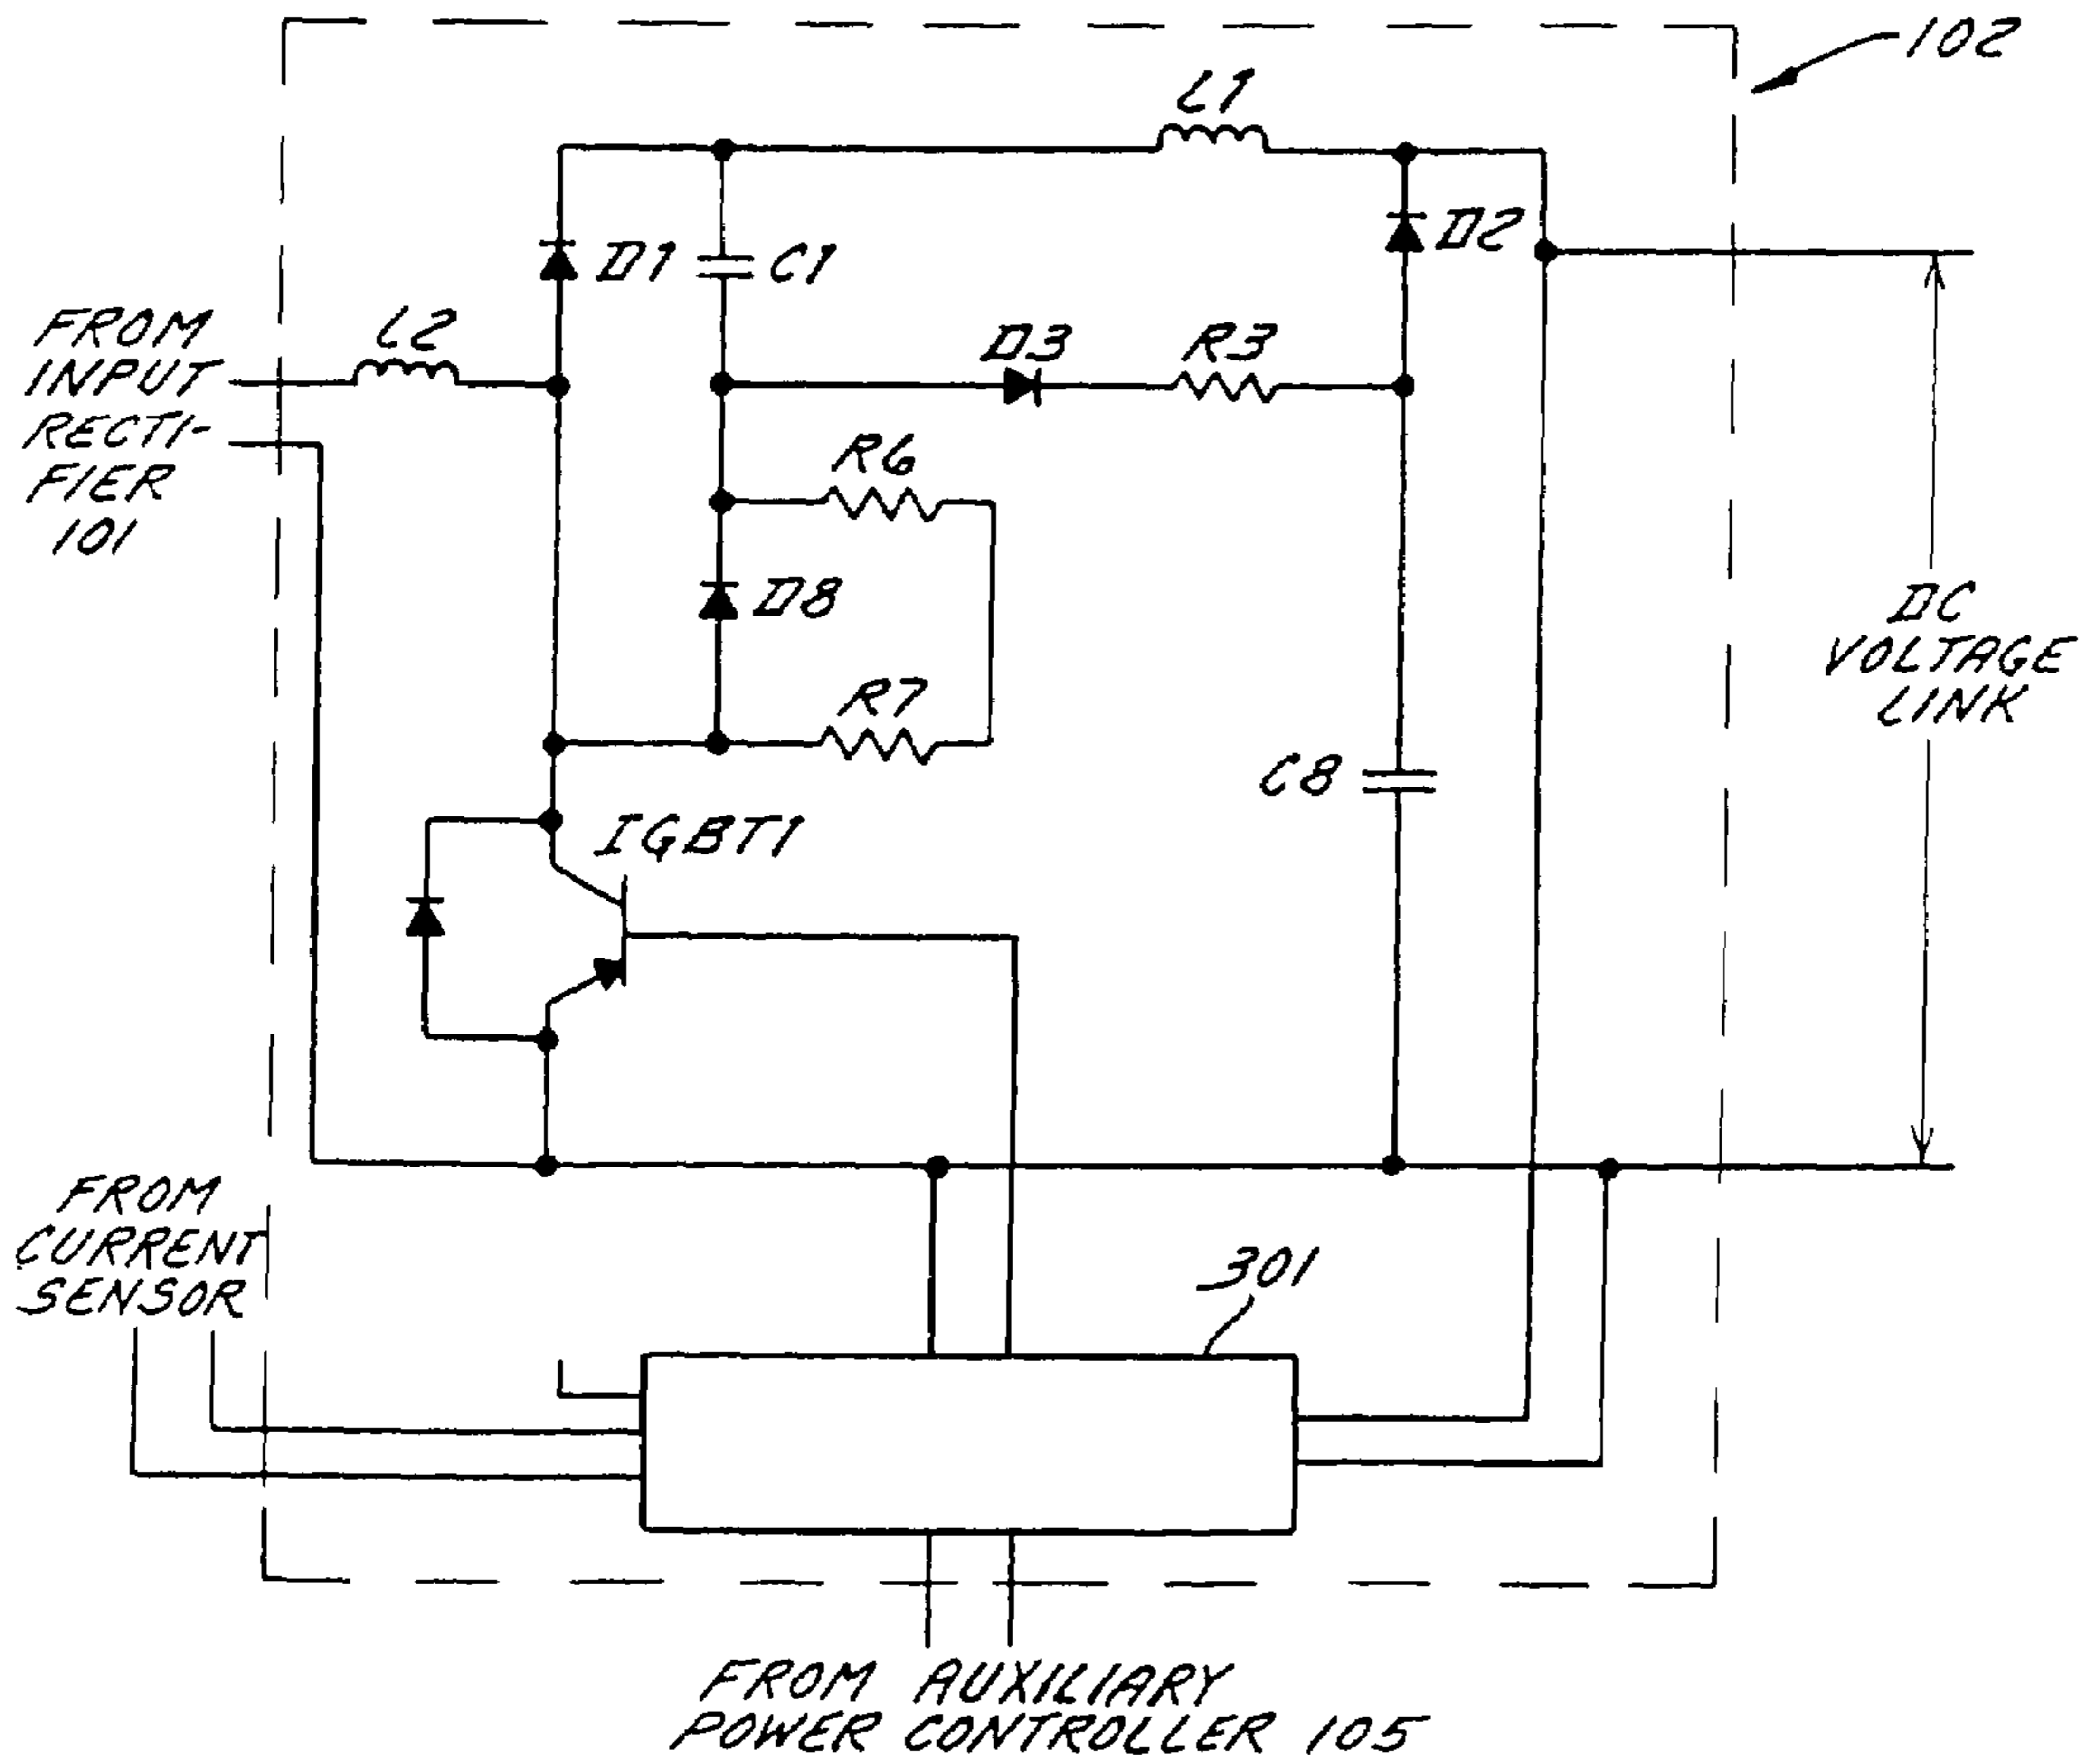 102
L1
D1
C1
D2
FROM
INPUT
RECTI-
FIER
101
L2
D3
R3
R6
D8
DC
VOLTAGE
LINK
R7
C8
IGBT1
FROM
CURRENT
SENSOR
301
FROM AUXILIARY
POWER CONTROLLER 105